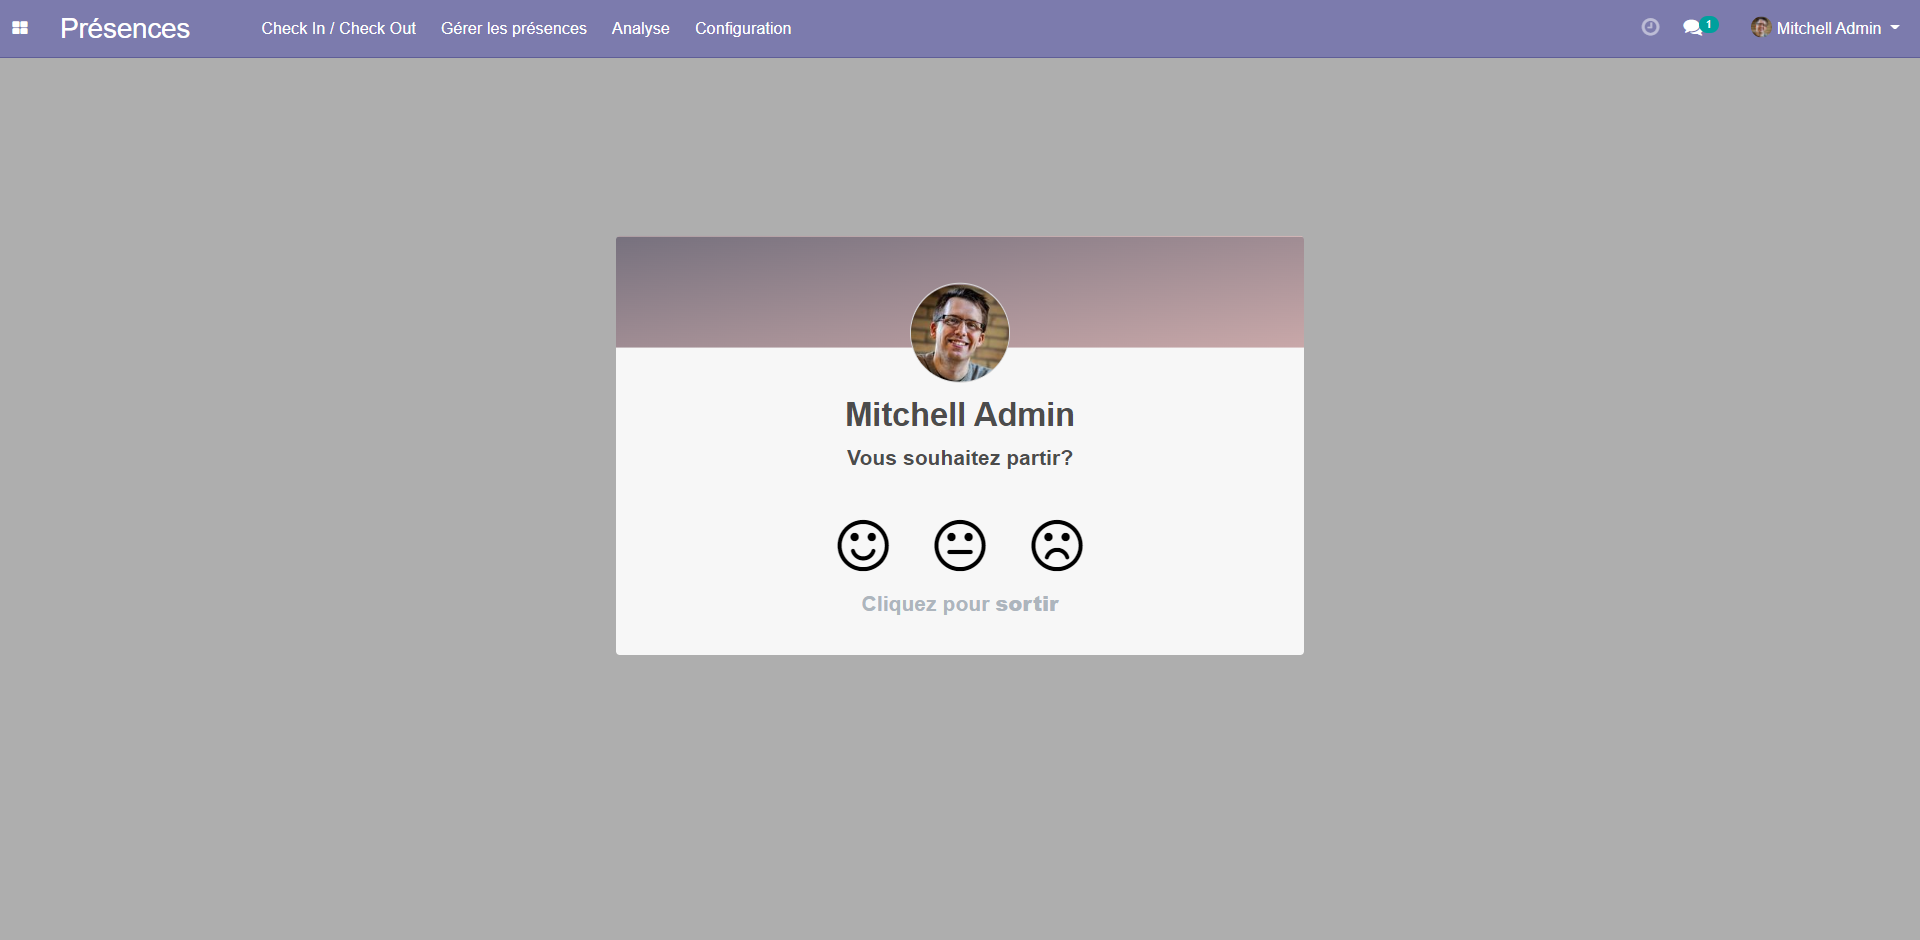 Présences Check In / Check Out Gérer les présences Analyse Configuration 1 Mitchell Admin
Mitchell Admin
Vous souhaitez partir?
Cliquez pour sortir